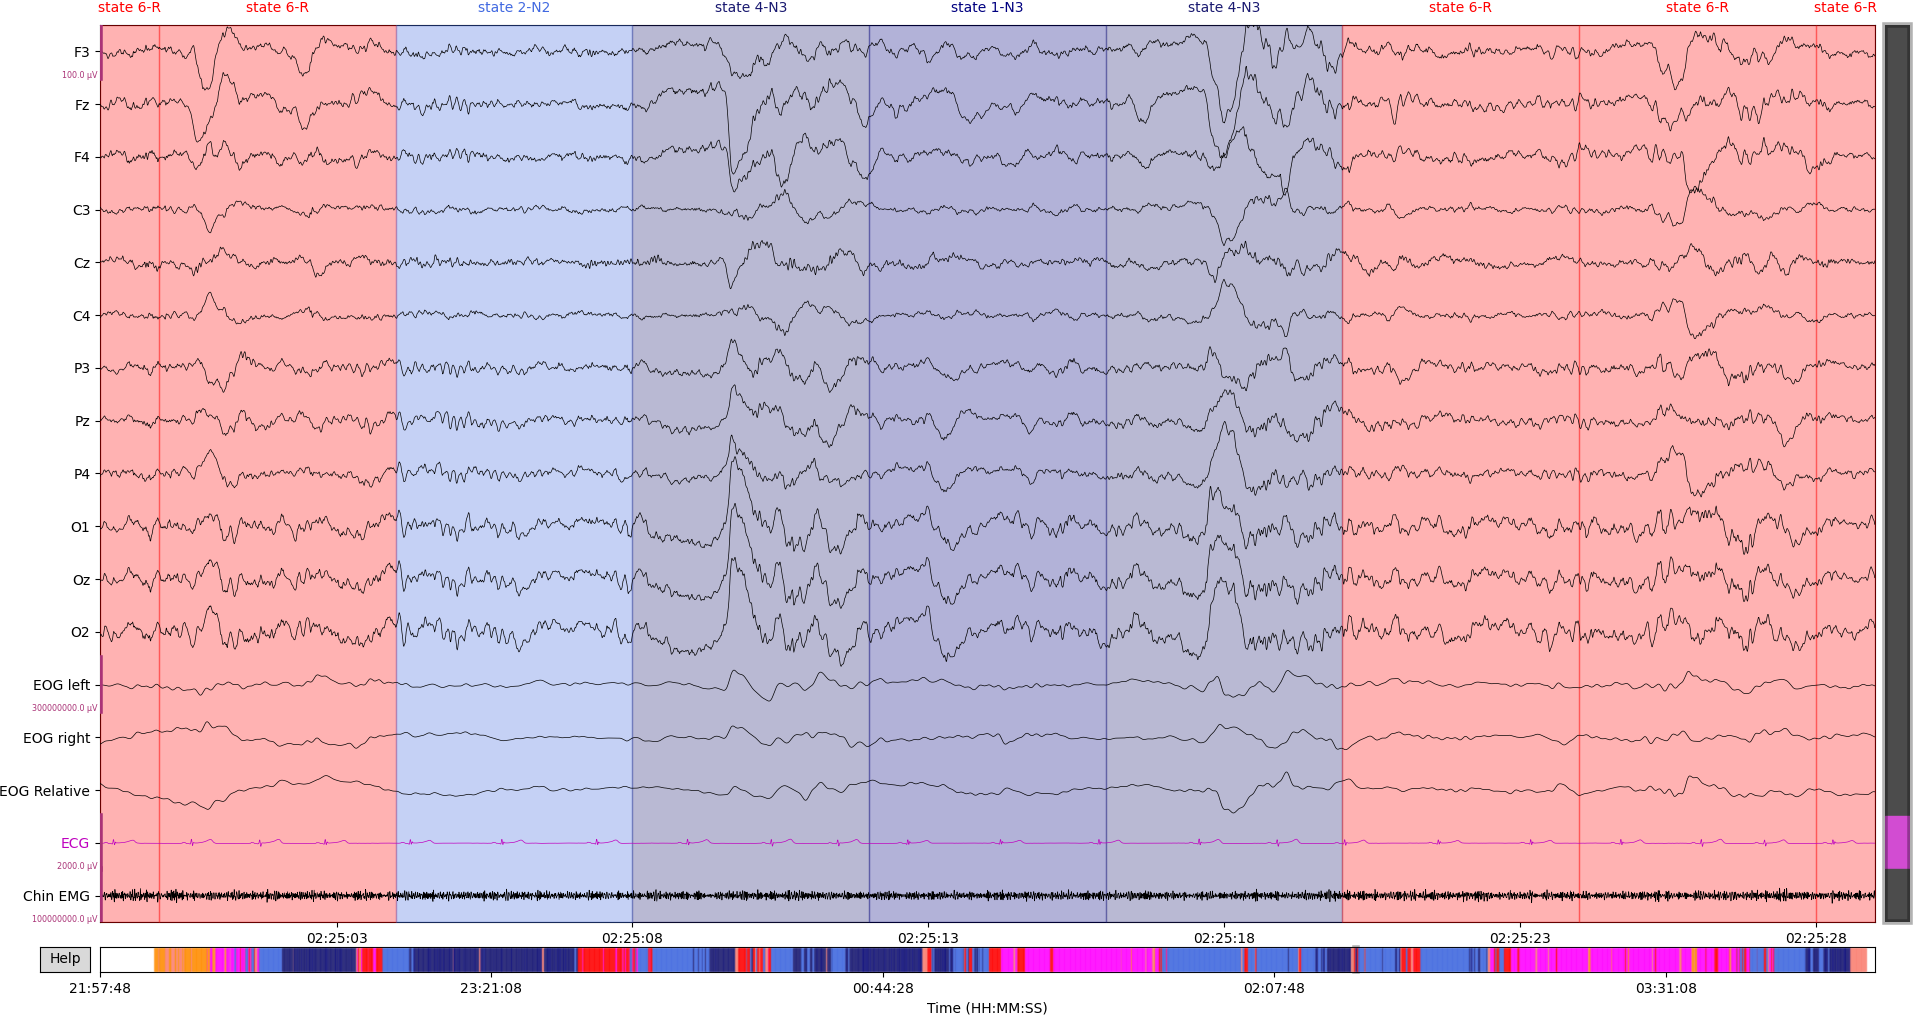 state 6-R state 6-R state 2-N2 state 4-N3 state 1-N3 state 4-N3 state 6-R state 6-R state 6-R
F3
100.0 µV
Fz
F4
C3
Cz
C4
P3
Pz
P4
O1
Oz
O2
EOG left
300000000.0 µV
EOG right
EOG Relative
ECG
2000.0 µV
Chin EMG
100000000.0 µV
02:25:03 02:25:08 02:25:13 02:25:18 02:25:23 02:25:28
Help
21:57:48 23:21:08 00:44:28 02:07:48 03:31:08
Time (HH:MM:SS)